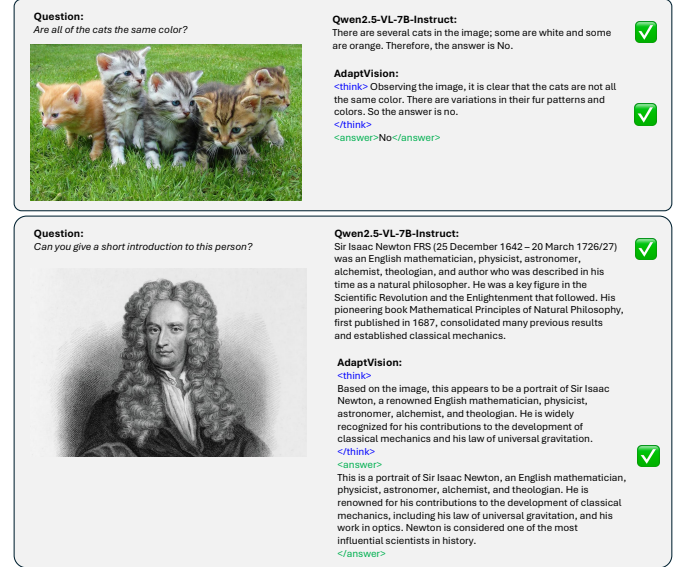 Question:
Are all of the cats the same color?
Qwen2.5-VL-7B-Instruct:
There are several cats in the image; some are white and some
are orange. Therefore, the answer is No.
AdaptVision:
<think> Observing the image, it is clear that the cats are not all
the same color. There are variations in their fur patterns and
colors. So the answer is no.
</think>
<answer>No</answer>
Question:
Can you give a short introduction to this person?
Qwen2.5-VL-7B-Instruct:
Sir Isaac Newton FRS (25 December 1642 – 20 March 1726/27)
was an English mathematician, physicist, astronomer,
alchemist, theologian, and author who was described in his
time as a natural philosopher. He was a key figure in the
Scientific Revolution and the Enlightenment that followed. His
pioneering book Mathematical Principles of Natural Philosophy,
first published in 1687, consolidated many previous results
and established classical mechanics.
AdaptVision:
<think>
Based on the image, this appears to be a portrait of Sir Isaac
Newton, a renowned English mathematician, physicist,
astronomer, alchemist, and theologian. He is widely
recognized for his contributions to the development of
classical mechanics and his law of universal gravitation.
</think>
<answer>
This is a portrait of Sir Isaac Newton, an English mathematician,
physicist, astronomer, alchemist, and theologian. He is
renowned for his contributions to the development of classical
mechanics, including his law of universal gravitation, and his
work in optics. Newton is considered one of the most
influential scientists in history.
</answer>